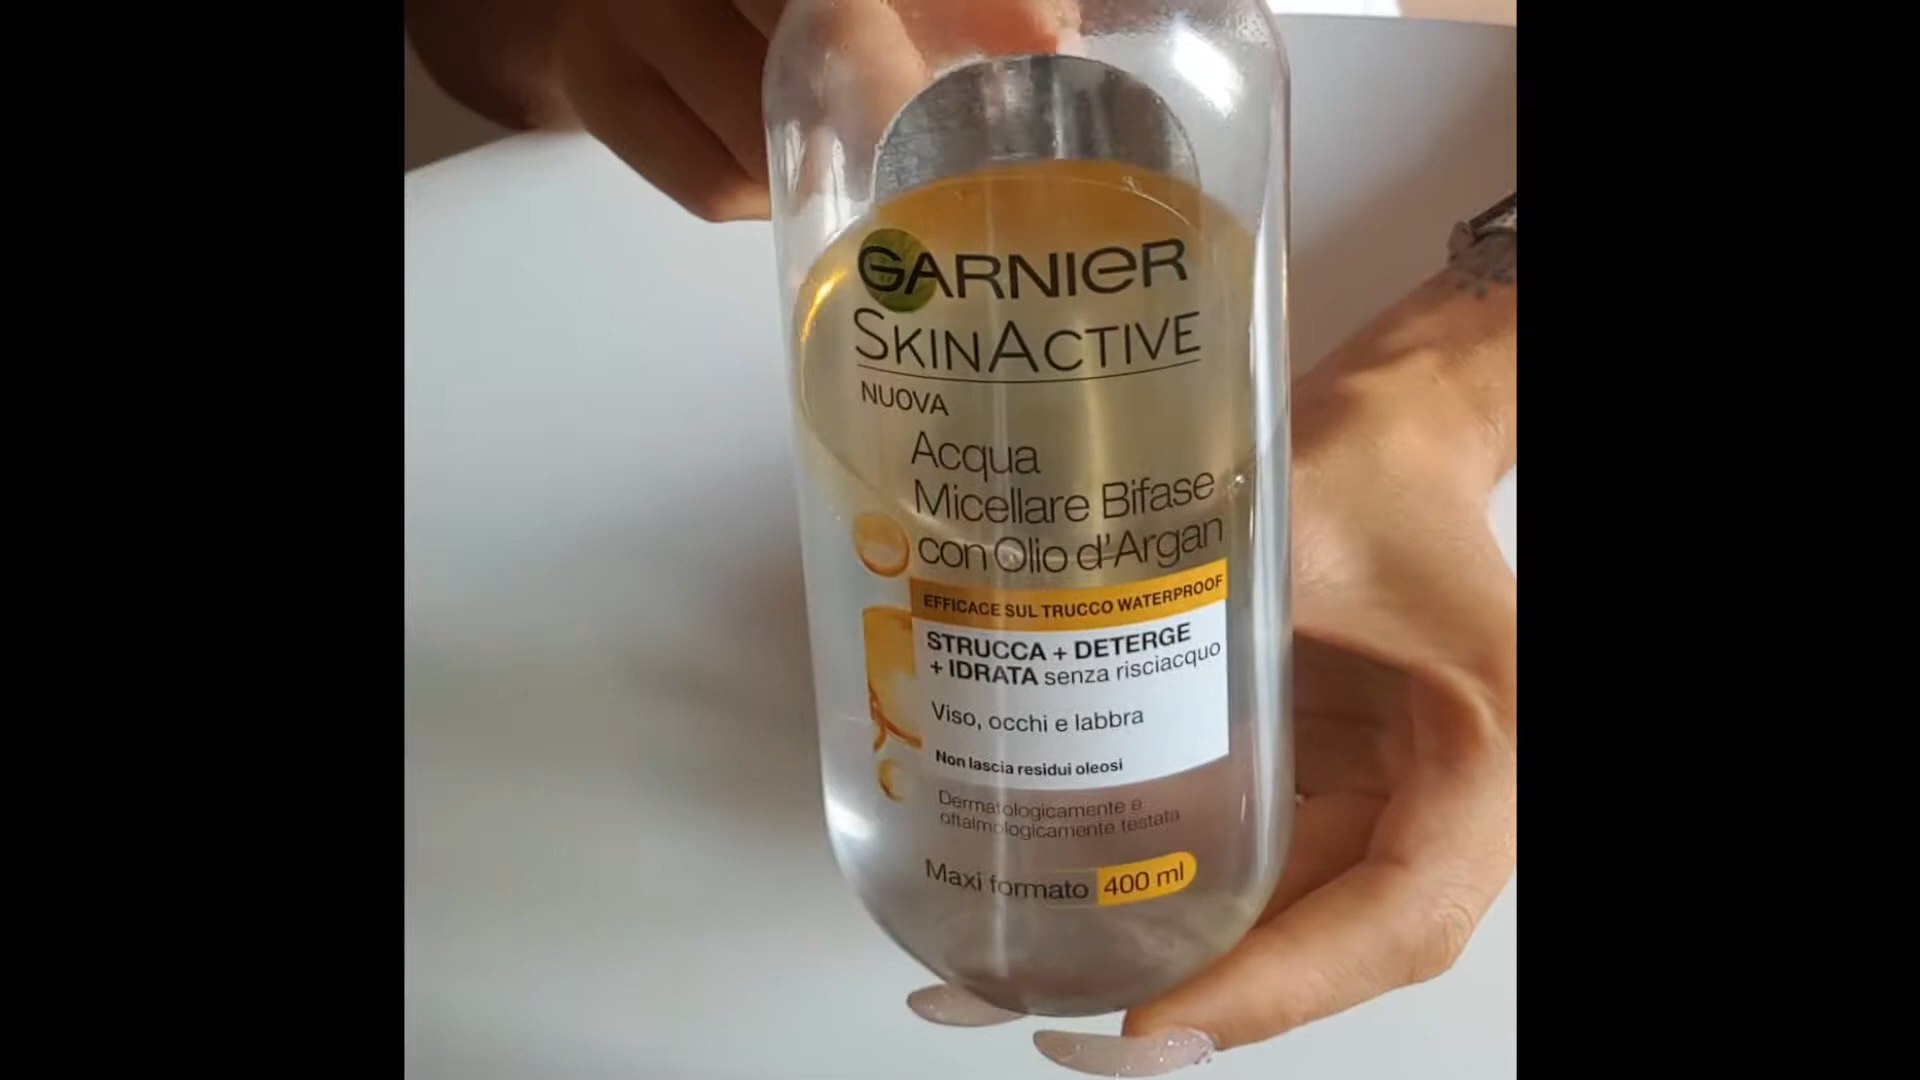 GARNIER
SKINACTIVE
NUOVA
Acqua
Micellare Bifase
con Olio d'Argan
EFFICACE SUL TRUCCO WATERPROOF
STRUCCA + DETERGE
+ IDRATA senza risciacquo
Viso, occhi e labbra
Non lascia residui oleosi
Dermatologicamente e
oftalmologicamente testata
Maxi formato 400 ml